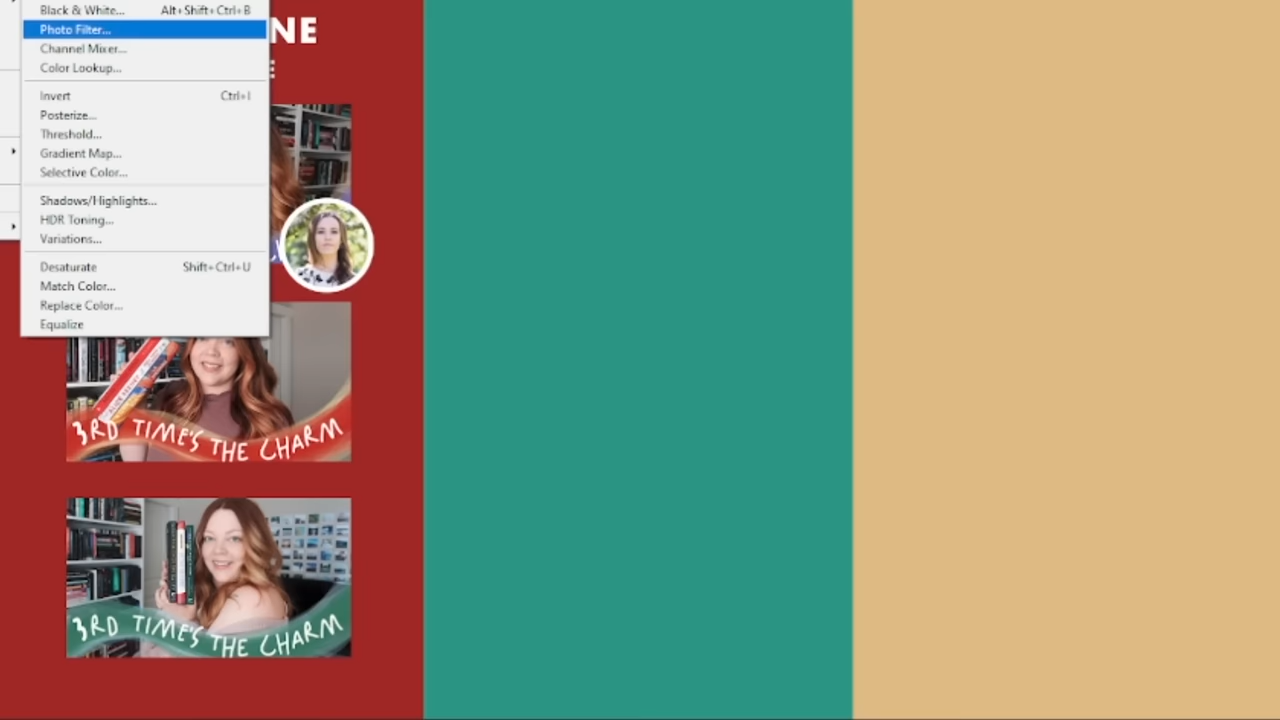 Black & White... Alt+Shift+Ctrl+B
Photo Filter...
Channel Mixer...
Color Lookup...
Invert Ctrl+I
Posterize...
Threshold...
Gradient Map...
Selective Color...
Shadows/Highlights...
HDR Toning...
Variations...
Desaturate Shift+Ctrl+U
Match Color...
Replace Color...
Equalize
NE
3RD TIME'S THE CHARM
3RD TIME'S THE CHARM